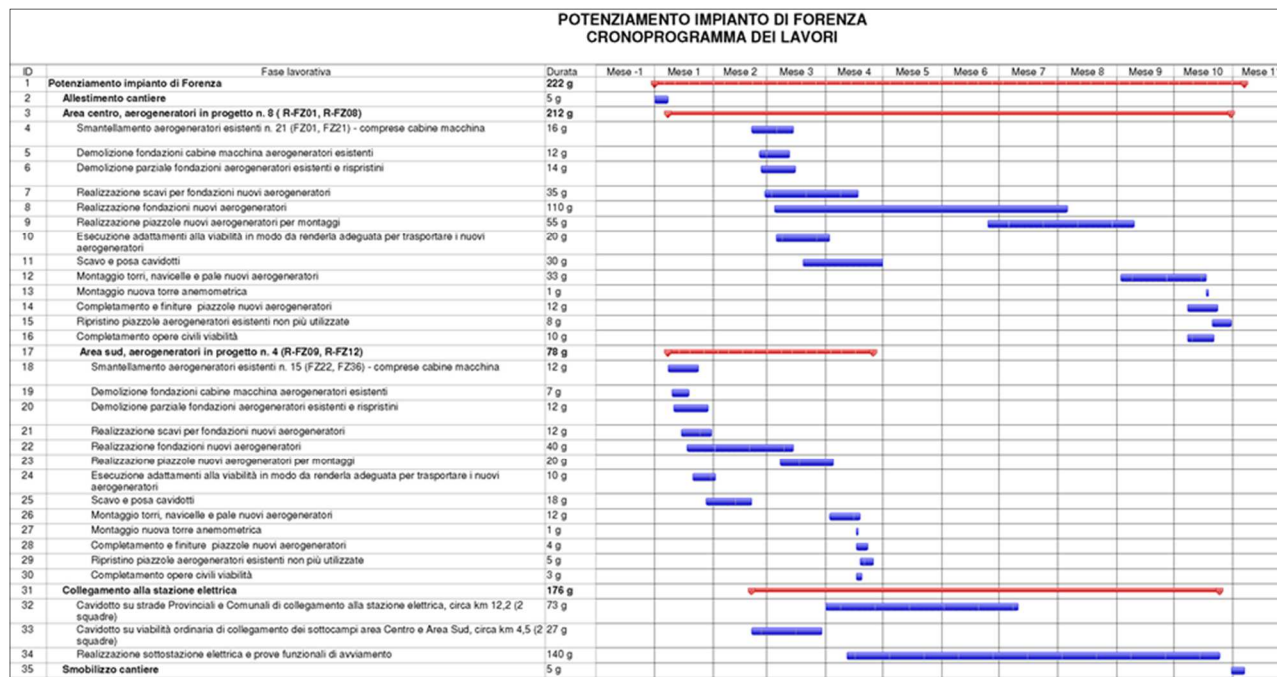 POTENZIAMENTO IMPIANTO DI FORENZA
CRONOPROGRAMMA DEI LAVORI
ID Fase lavorativa Durata Mese -1 Mese 1 Mese 2 Mese 3 Mese 4 Mese 5 Mese 6 Mese 7 Mese 8 Mese 9 Mese 10 Mese 11
1 Potenziamento impianto di Forenza 222 g
2 Allestimento cantiere 5 g
3 Area centro, aerogeneratori in progetto n. 8 ( R-FZ01, R-FZ08) 212 g
4 Smantellamento aerogeneratori esistenti n. 21 (FZ01, FZ21) - comprese cabine macchina 16 g
5 Demolizione fondazioni cabine macchina aerogeneratori esistenti 12 g
6 Demolizione parziale fondazioni aerogeneratori esistenti e rispristini 14 g
7 Realizzazione scavi per fondazioni nuovi aerogeneratori 35 g
8 Realizzazione fondazioni nuovi aerogeneratori 110 g
9 Realizzazione piazzole nuovi aerogeneratori per montaggi 55 g
10 Esecuzione adattamenti alla viabilità in modo da renderla adeguata per trasportare i nuovi 20 g
aerogeneratori
11 Scavo e posa cavidotti 30 g
12 Montaggio torri, navicelle e pale nuovi aerogeneratori 33 g
13 Montaggio nuova torre anemometrica 1 g
14 Completamento e finiture piazzole nuovi aerogeneratori 12 g
15 Ripristino piazzole aerogeneratori esistenti non più utilizzate 8 g
16 Completamento opere civili viabilità 10 g
17 Area sud, aerogeneratori in progetto n. 4 (R-FZ09, R-FZ12) 78 g
18 Smantellamento aerogeneratori esistenti n. 15 (FZ22, FZ36) - comprese cabine macchina 12 g
19 Demolizione fondazioni cabine macchina aerogeneratori esistenti 7 g
20 Demolizione parziale fondazioni aerogeneratori esistenti e rispristini 12 g
21 Realizzazione scavi per fondazioni nuovi aerogeneratori 12 g
22 Realizzazione fondazioni nuovi aerogeneratori 40 g
23 Realizzazione piazzole nuovi aerogeneratori per montaggi 20 g
24 Esecuzione adattamenti alla viabilità in modo da renderla adeguata per trasportare i nuovi 10 g
aerogeneratori
25 Scavo e posa cavidotti 18 g
26 Montaggio torri, navicelle e pale nuovi aerogeneratori 12 g
27 Montaggio nuova torre anemometrica 1 g
28 Completamento e finiture piazzole nuovi aerogeneratori 4 g
29 Ripristino piazzole aerogeneratori esistenti non più utilizzate 5 g
30 Completamento opere civili viabilità 3 g
31 Collegamento alla stazione elettrica 176 g
32 Cavidotto su strade Provinciali e Comunali di collegamento alla stazione elettrica, circa km 12,2 (2 73 g
squadre)
33 Cavidotto su viabilità ordinaria di collegamento dei sottocampi area Centro e Area Sud, circa km 4,5 (2 27 g
squadre)
34 Realizzazione sottostazione elettrica e prove funzionali di avviamento 140 g
35 Smobilizzo cantiere 5 g